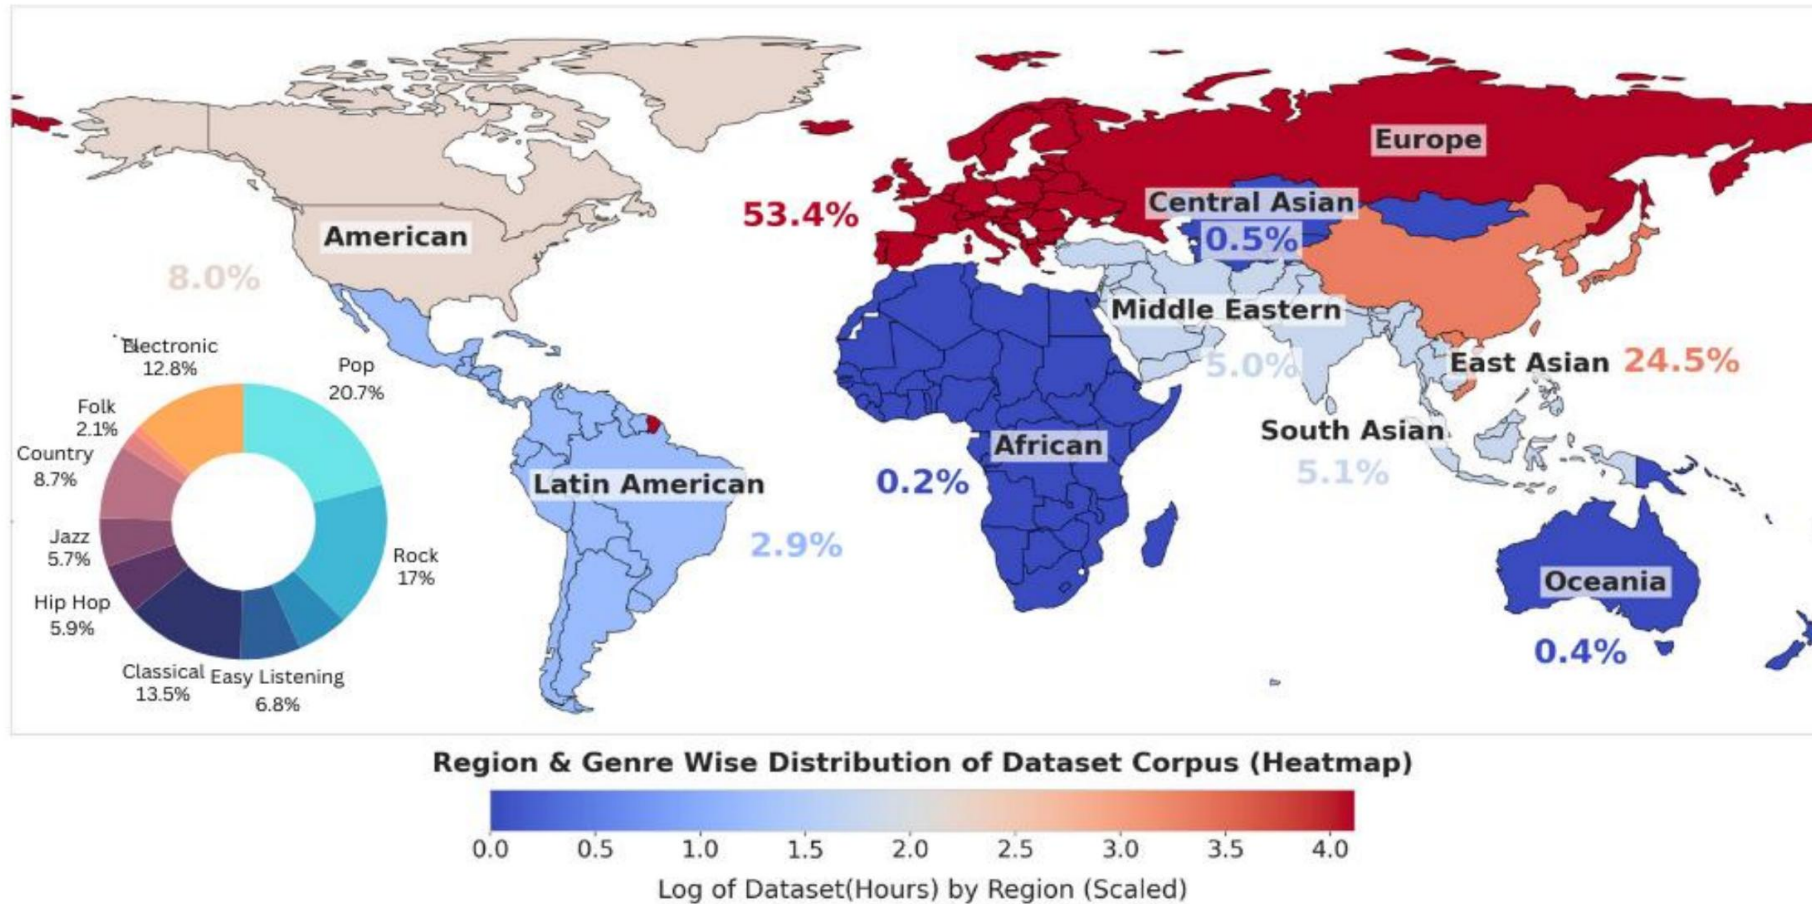 Europe
Central Asian
53.4%
American
0.5%
8.0%
Middle Eastern
Electronic
12.8%
Pop
20.7%
5.0%
East Asian 24.5%
Folk
2.1%
South Asian
Country
8.7%
African
5.1%
0.2%
Latin American
Jazz
5.7%
2.9%
Rock
17%
Oceania
Hip Hop
5.9%
0.4%
Classical
13.5%
Easy Listening
6.8%
Region & Genre Wise Distribution of Dataset Corpus (Heatmap)
0.0 0.5 1.0 1.5 2.0 2.5 3.0 3.5 4.0
Log of Dataset(Hours) by Region (Scaled)